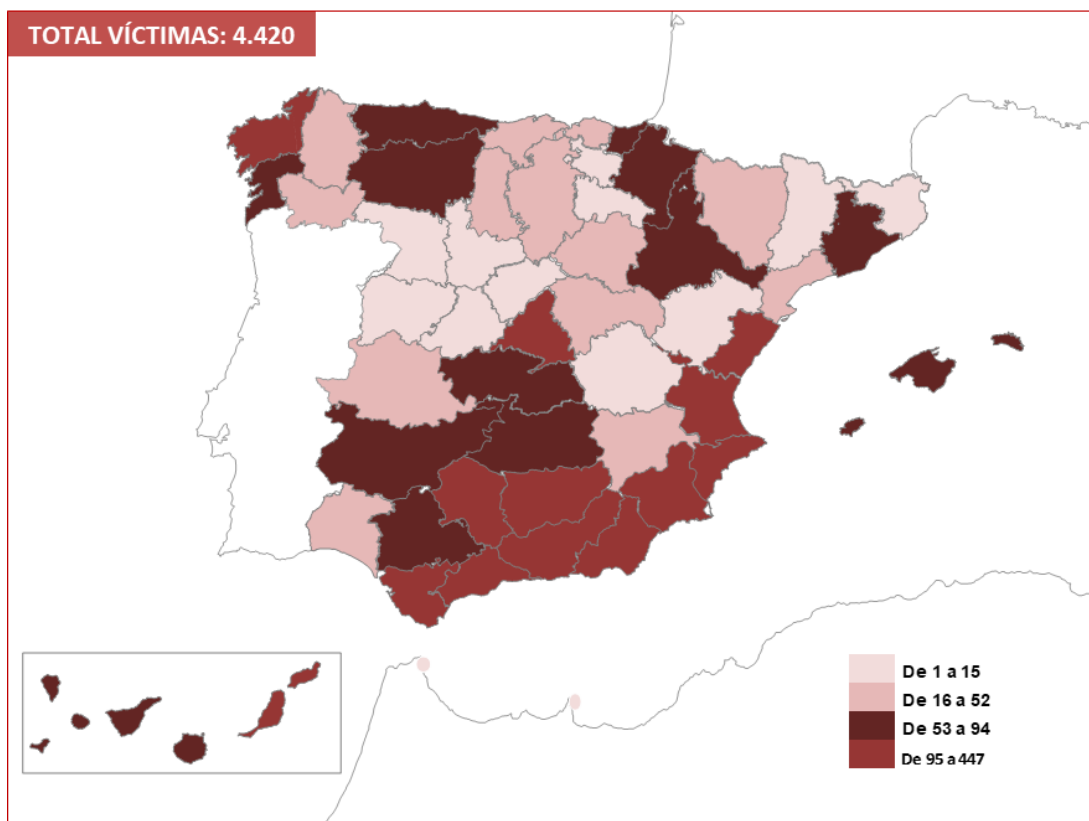 TOTAL VÍCTIMAS: 4.420
De 1 a 15
De 16 a 52
De 53 a 94
De 95 a 447